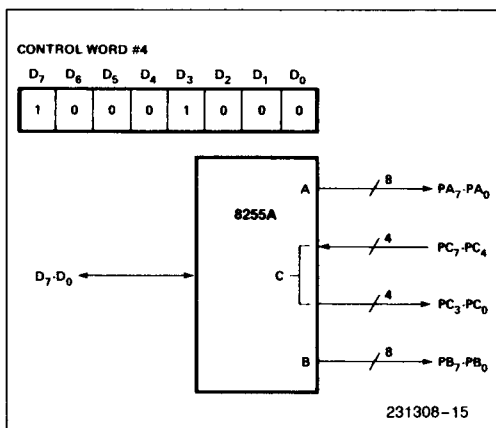 CONTROL WORD #4
D7 D6 D5 D4 D3 D2 D1 D0
1 0 0 0 1 0 0 0
A 8 PA7-PA0
8255A
4 PC7-PC4
D7-D0 C
4 PC3-PC0
B 8 PB7-PB0
231308-15